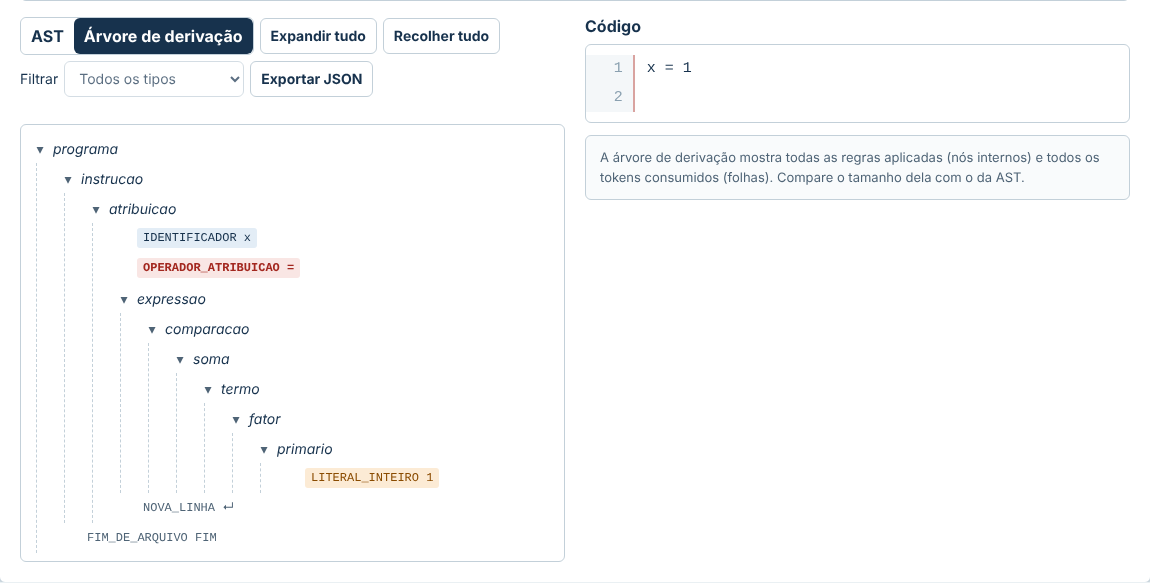 AST Árvore de derivação Expandir tudo Recolher tudo
Filtrar Todos os tipos Exportar JSON
programa
instrucao
atribuicao
IDENTIFICADOR x
OPERADOR_ATRIBUICAO =
expressao
comparacao
soma
termo
fator
primario
LITERAL_INTEIRO 1
NOVA_LINHA ↵
FIM_DE_ARQUIVO FIM
Código
1 x = 1
2
A árvore de derivação mostra todas as regras aplicadas (nós internos) e todos os
tokens consumidos (folhas). Compare o tamanho dela com o da AST.